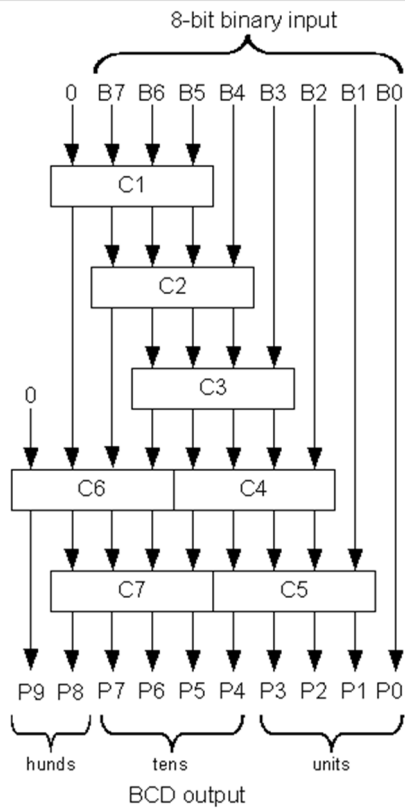 8-bit binary input
0 B7 B6 B5 B4 B3 B2 B1 B0
C1
C2
C3
0
C6 C4
C7 C5
P9 P8 P7 P6 P5 P4 P3 P2 P1 P0
hunds tens units
BCD output